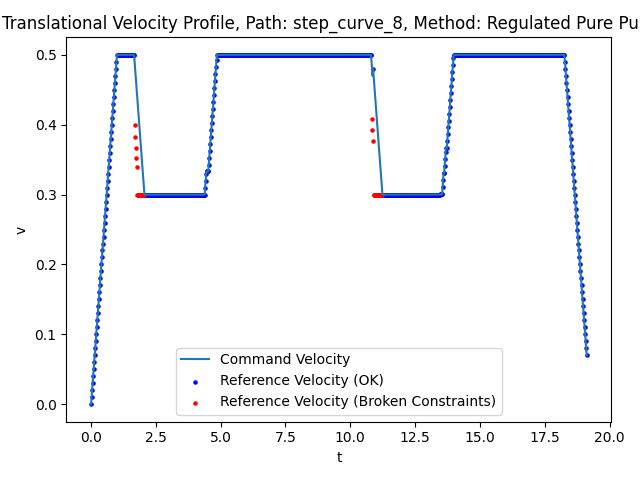 Translational Velocity Profile, Path: step_curve_8, Method: Regulated Pure Pu
0.5
0.4
0.3
0.2
0.1
0.0
v
Command Velocity
Reference Velocity (OK)
Reference Velocity (Broken Constraints)
0.0 2.5 5.0 7.5 10.0 12.5 15.0 17.5 20.0
t